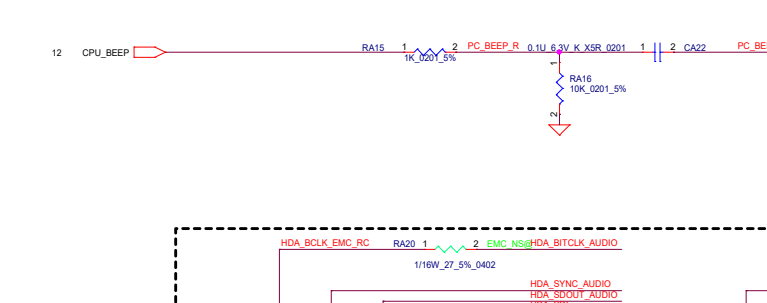 12 CPU_BEEP RA15 1 2 PC_BEEP_R 0.1U_6.3V_K_X5R_0201 1 2 CA22
1K_0201_5%
1
RA16
10K_0201_5%
2
HDA_BCLK_EMC_RC RA20 1 2 EMC_NS@ HDA_BITCLK_AUDIO
1/16W_27_5%_0402
HDA_SYNC_AUDIO
HDA_SDOUT_AUDIO